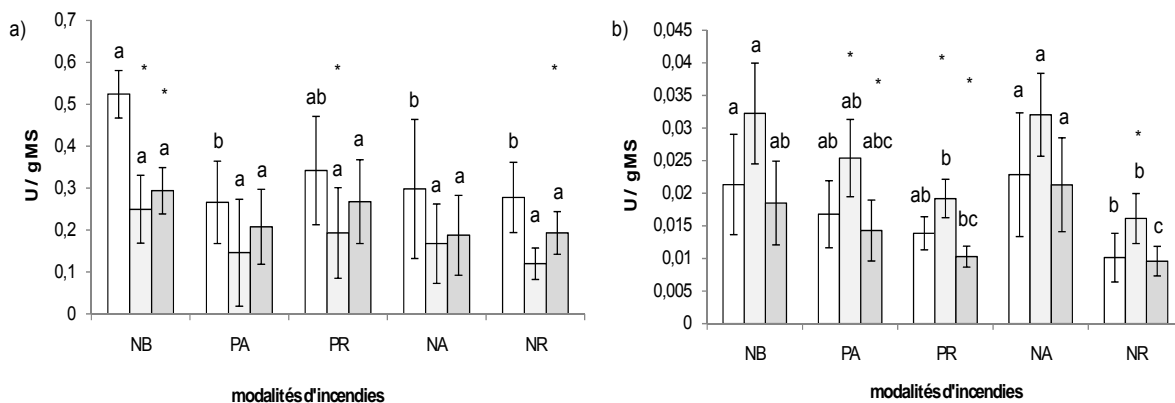 a)
0,7
0,6
0,5
0,4
0,3
0,2
0,1
0
U / gMS
a
*
a
*
a
b
a
a
ab
*
a
a
b
a
a
b
*
a
a
NB PA PR NA NR
modalités d'incendies
b)
0,045
0,04
0,035
0,03
0,025
0,02
0,015
0,01
0,005
0
U / gMS
a
a
ab
ab
*
ab
*
abc
ab
*
b
*
bc
a
a
a
b
*
b
c
NB PA PR NA NR
modalités d'incendies